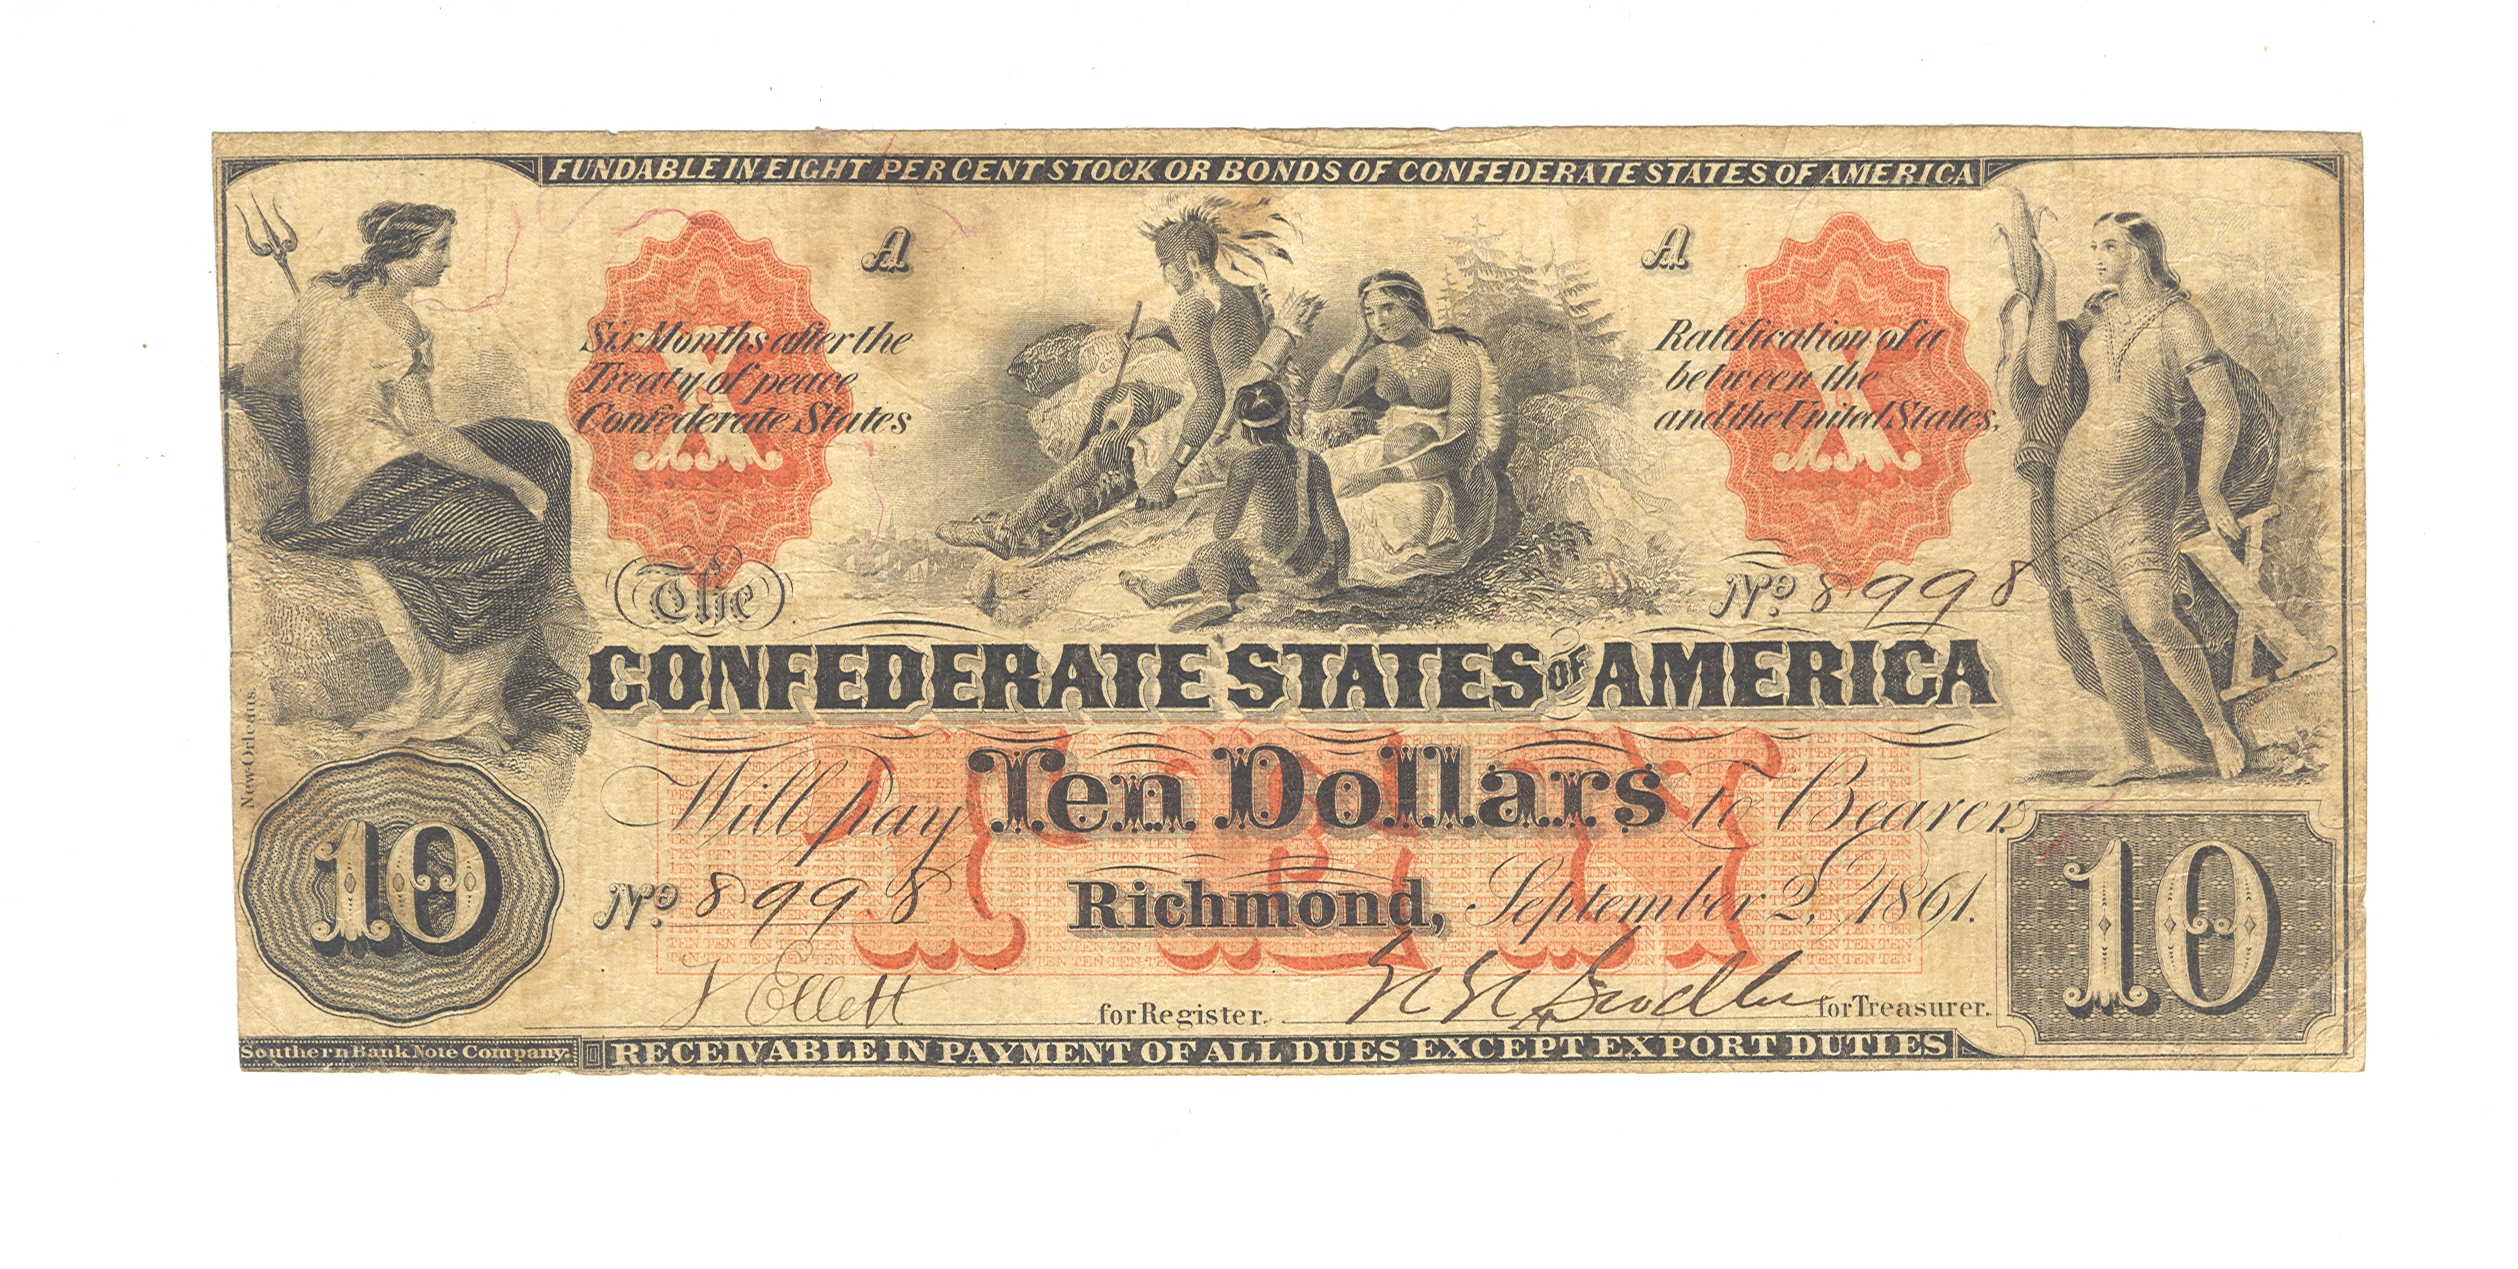 FUNDABLE IN EIGHT PER CENT STOCK OR BONDS OF CONFEDERATE STATES OF AMERICA
A A
X X
Six Months after the Ratification of a
Treaty of peace between the
Confederate States and the United States,
The No. 8998
CONFEDERATE STATES OF AMERICA
TEN
Will pay Ten Dollars to Bearer
No. 8998 Richmond, September 2, 1861.
10 10
X
J Ellett for Register. for Treasurer.
New-Orleans.
Southern Bank Note Company. RECEIVABLE IN PAYMENT OF ALL DUES EXCEPT EXPORT DUTIES